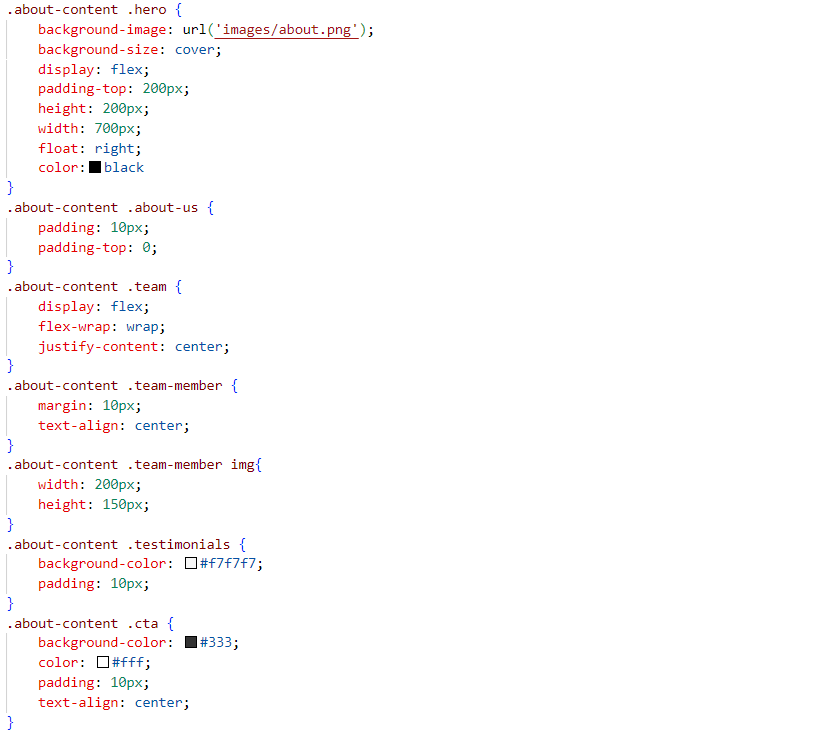 .about-content .hero {
    background-image: url('images/about.png');
    background-size: cover;
    display: flex;
    padding-top: 200px;
    height: 200px;
    width: 700px;
    float: right;
    color:black
}
.about-content .about-us {
    padding: 10px;
    padding-top: 0;
}
.about-content .team {
    display: flex;
    flex-wrap: wrap;
    justify-content: center;
}
.about-content .team-member {
    margin: 10px;
    text-align: center;
}
.about-content .team-member img{
    width: 200px;
    height: 150px;
}
.about-content .testimonials {
    background-color: #f7f7f7;
    padding: 10px;
}
.about-content .cta {
    background-color: #333;
    color: #fff;
    padding: 10px;
    text-align: center;
}